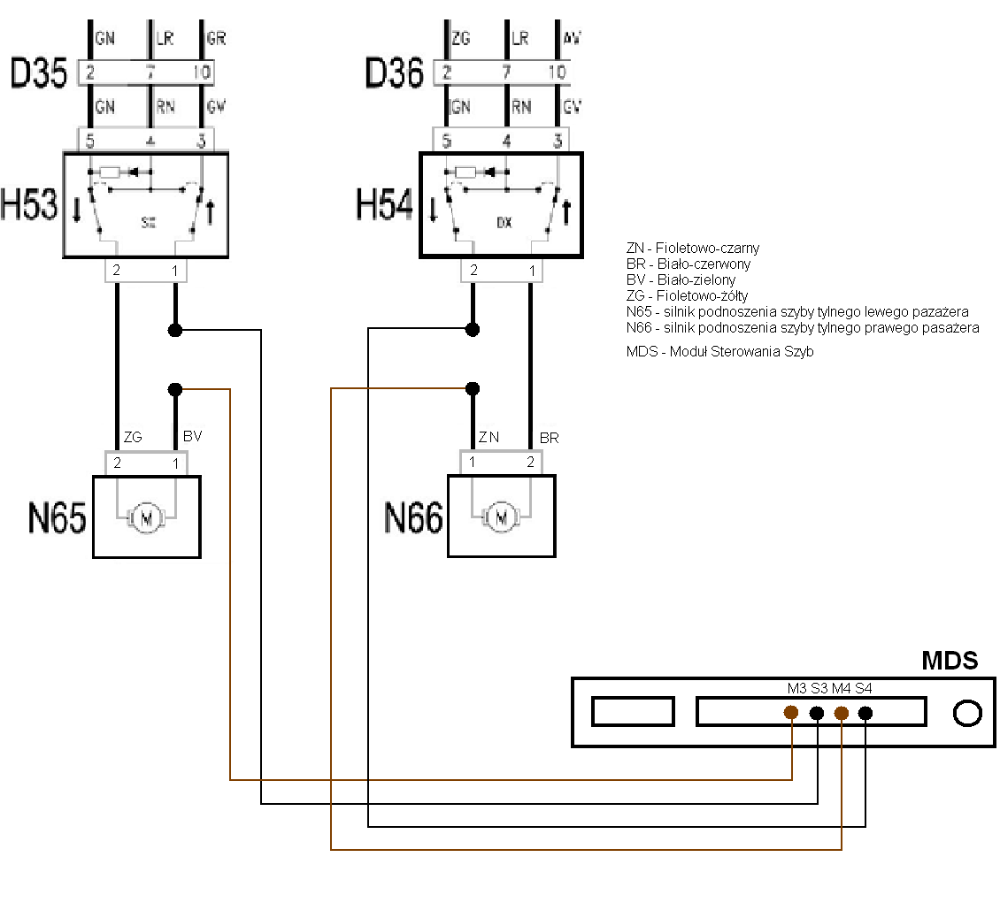 GN LR GR ZG LR
D35 2 7 10 D36 2 7 10
GN RN GV GN RN GV
5 4 3 5 4 3
H53 H54
DX
2 1 2 1
ZN - Fioletowo-czarny
BR - Biało-czerwony
BV - Biało-zielony
ZG - Fioletowo-żółty
N65 - silnik podnoszenia szyby tylnego lewego pazażera
N66 - silnik podnoszenia szyby tylnego prawego pasażera
MDS - Moduł Sterowania Szyb
ZG BV ZN BR
2 1 1 2
N65 M N66 M
MDS
M3 S3 M4 S4